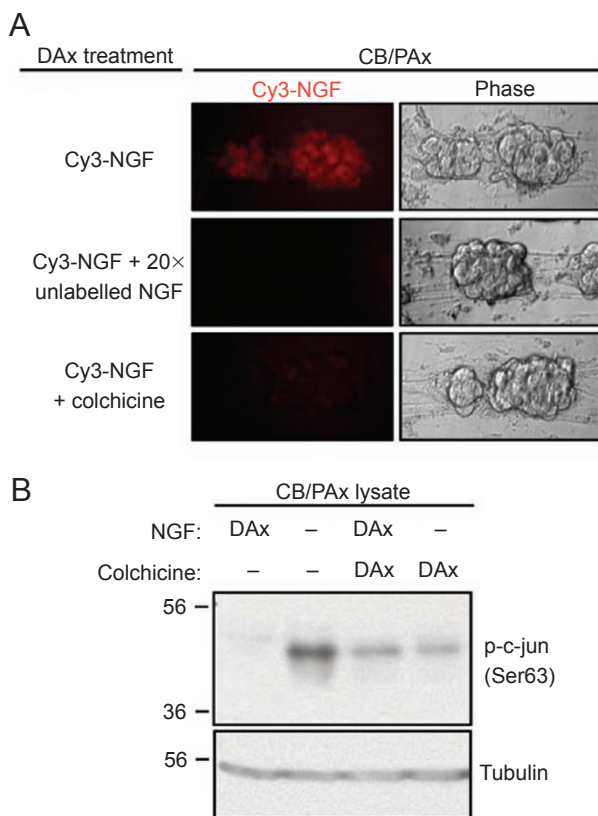 A
DAx treatment
CB/PAx
Cy3-NGF
Phase
Cy3-NGF
Cy3-NGF + 20×
unlabelled NGF
Cy3-NGF
+ colchicine
B
CB/PAx lysate
NGF: DAx – DAx –
Colchicine: – – DAx DAx
56
36
p-c-jun
(Ser63)
56
Tubulin